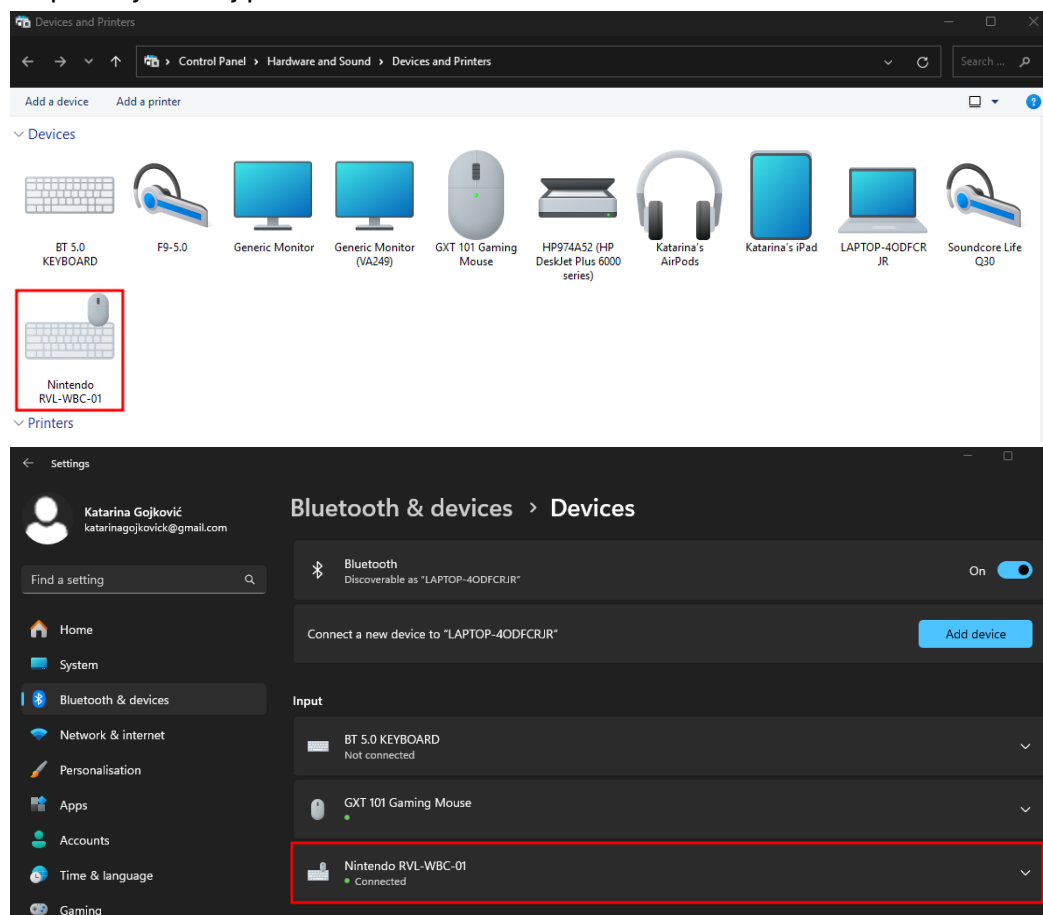 Devices and Printers
Control Panel > Hardware and Sound > Devices and Printers
Search ...
Add a device Add a printer
Devices
BT 5.0
KEYBOARD
F9-5.0
Generic Monitor
Generic Monitor
(VA249)
GXT 101 Gaming
Mouse
HP974A52 (HP
DeskJet Plus 6000
series)
Katarina's
AirPods
Katarina's iPad
LAPTOP-4ODFCR
JR
Soundcore Life
Q30
Nintendo
RVL-WBC-01
Printers
Settings
Katarina Gojković
katarinagojkovick@gmail.com
Find a setting
Home
System
Bluetooth & devices
Network & internet
Personalisation
Apps
Accounts
Time & language
Gaming
Bluetooth & devices > Devices
Bluetooth
Discoverable as "LAPTOP-4ODFCRJR"
On
Connect a new device to "LAPTOP-4ODFCRJR"
Add device
Input
BT 5.0 KEYBOARD
Not connected
GXT 101 Gaming Mouse
Nintendo RVL-WBC-01
Connected